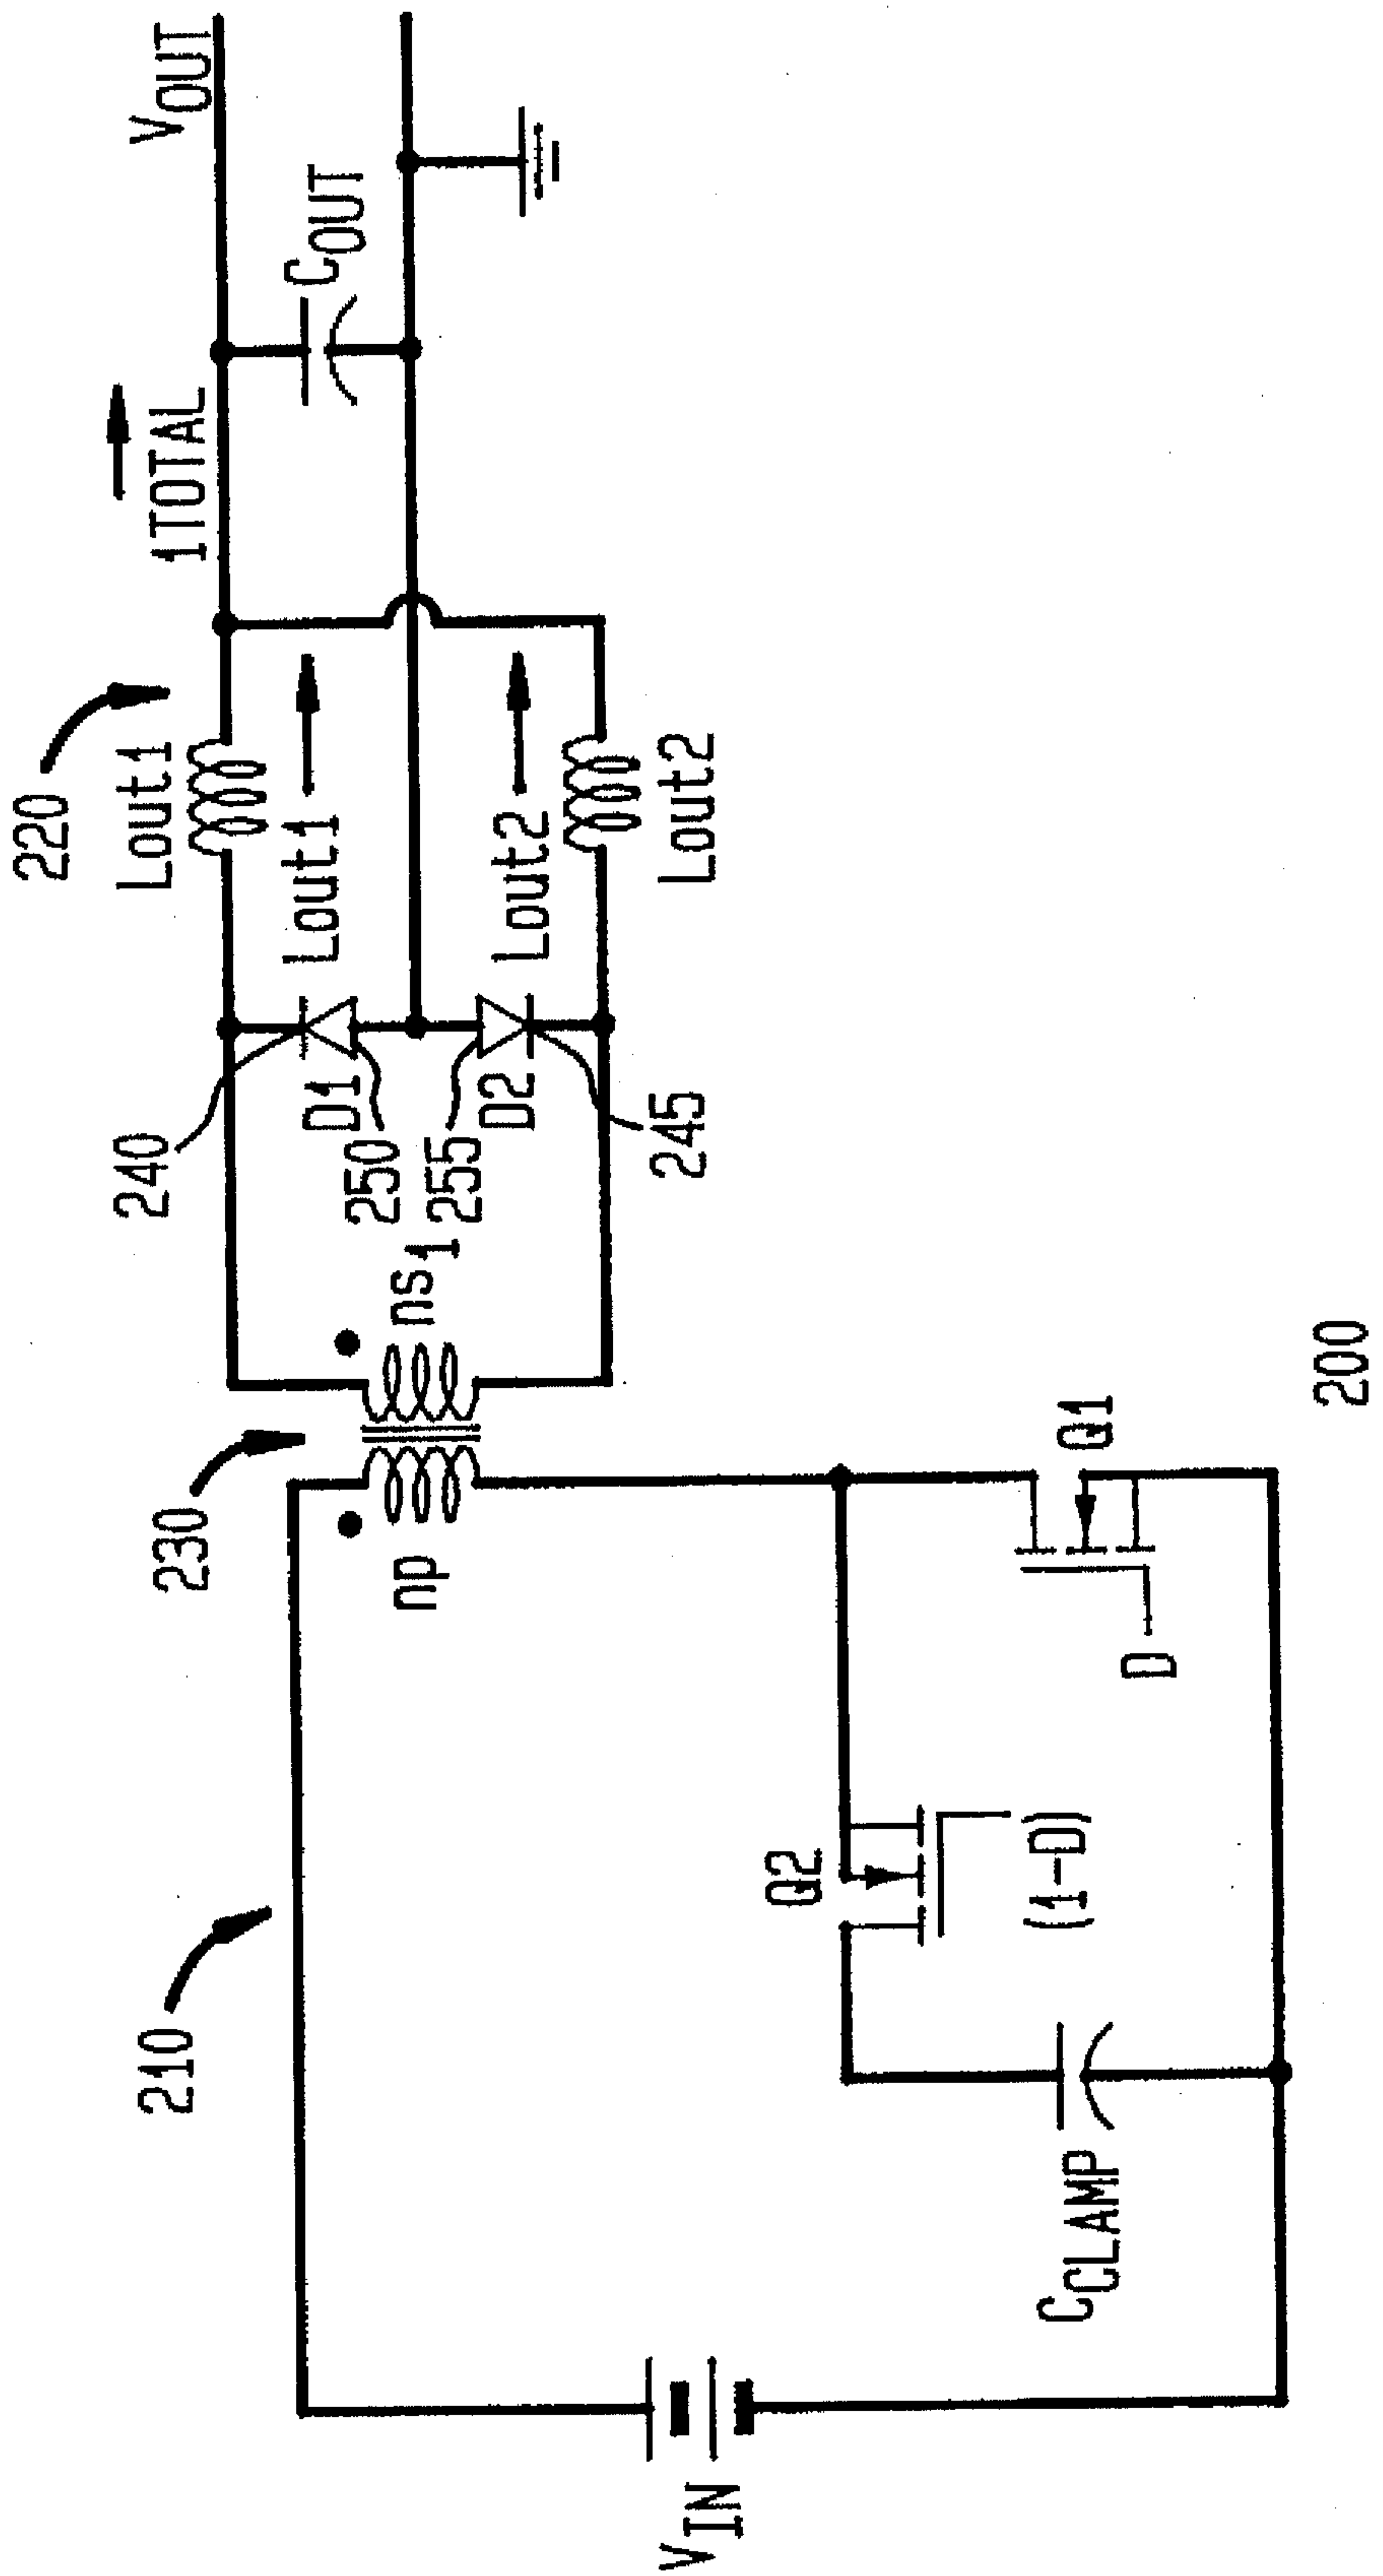 220
Lout1
1TOTAL
VOUT
COUT
Lout1
Lout2
Lout2
240
D1
250
255
D2
245
230
np
ns1
210
Q2
(1-D)
Q1
D
CCLAMP
VIN
200